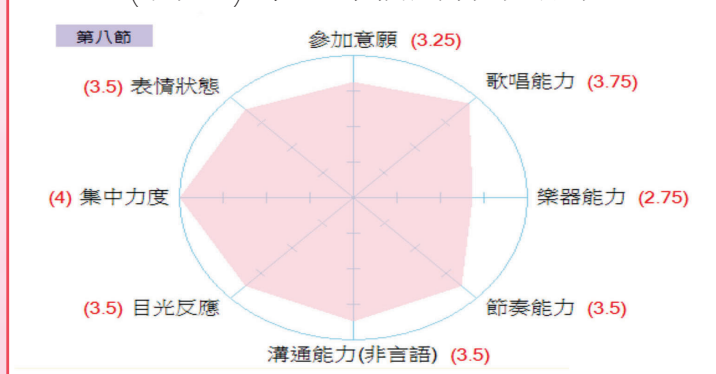 第八節
參加意願 (3.25)
(3.5) 表情狀態
歌唱能力 (3.75)
(4) 集中力度
樂器能力 (2.75)
(3.5) 目光反應
節奏能力 (3.5)
溝通能力(非言語) (3.5)